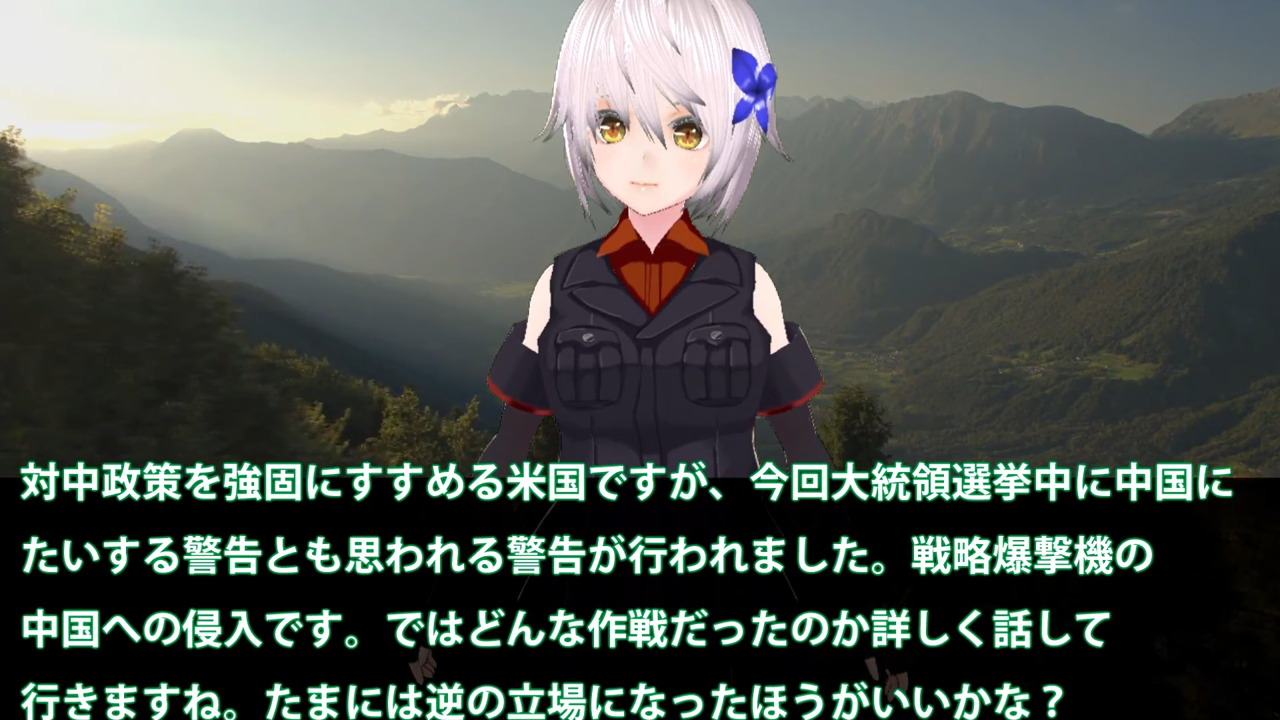 対中政策を強固にすすめる米国ですが、今回大統領選挙中に中国に
たいする警告とも思われる警告が行われました。戦略爆撃機の
中国への侵入です。ではどんな作戦だったのか詳しく話して
行きますね。たまには逆の立場になったほうがいいかな？